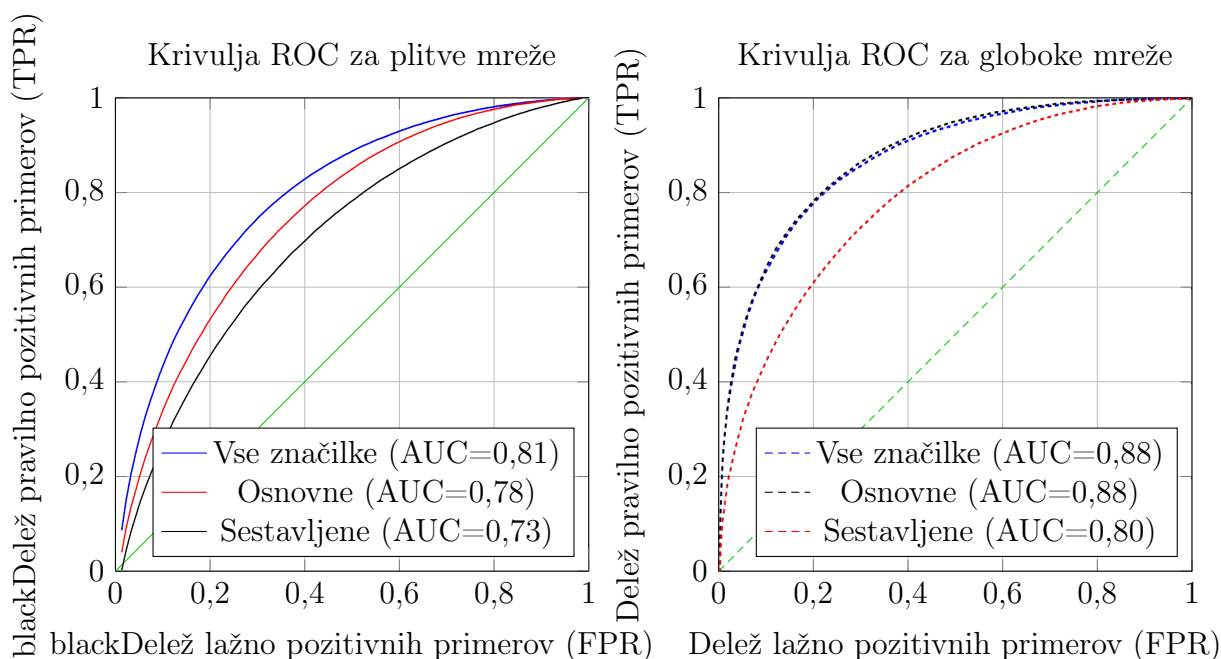 Krivulja ROC za plitve mreže
blackDelež pravilno pozitivnih primerov (TPR)
1
0,8
0,6
0,4
0,2
0
0 0,2 0,4 0,6 0,8 1
blackDelež lažno pozitivnih primerov (FPR)
Vse značilke (AUC=0,81)
Osnovne (AUC=0,78)
Sestavljene (AUC=0,73)
Krivulja ROC za globoke mreže
Delež pravilno pozitivnih primerov (TPR)
1
0,8
0,6
0,4
0,2
0
0 0,2 0,4 0,6 0,8 1
Delež lažno pozitivnih primerov (FPR)
Vse značilke (AUC=0,88)
Osnovne (AUC=0,88)
Sestavljene (AUC=0,80)